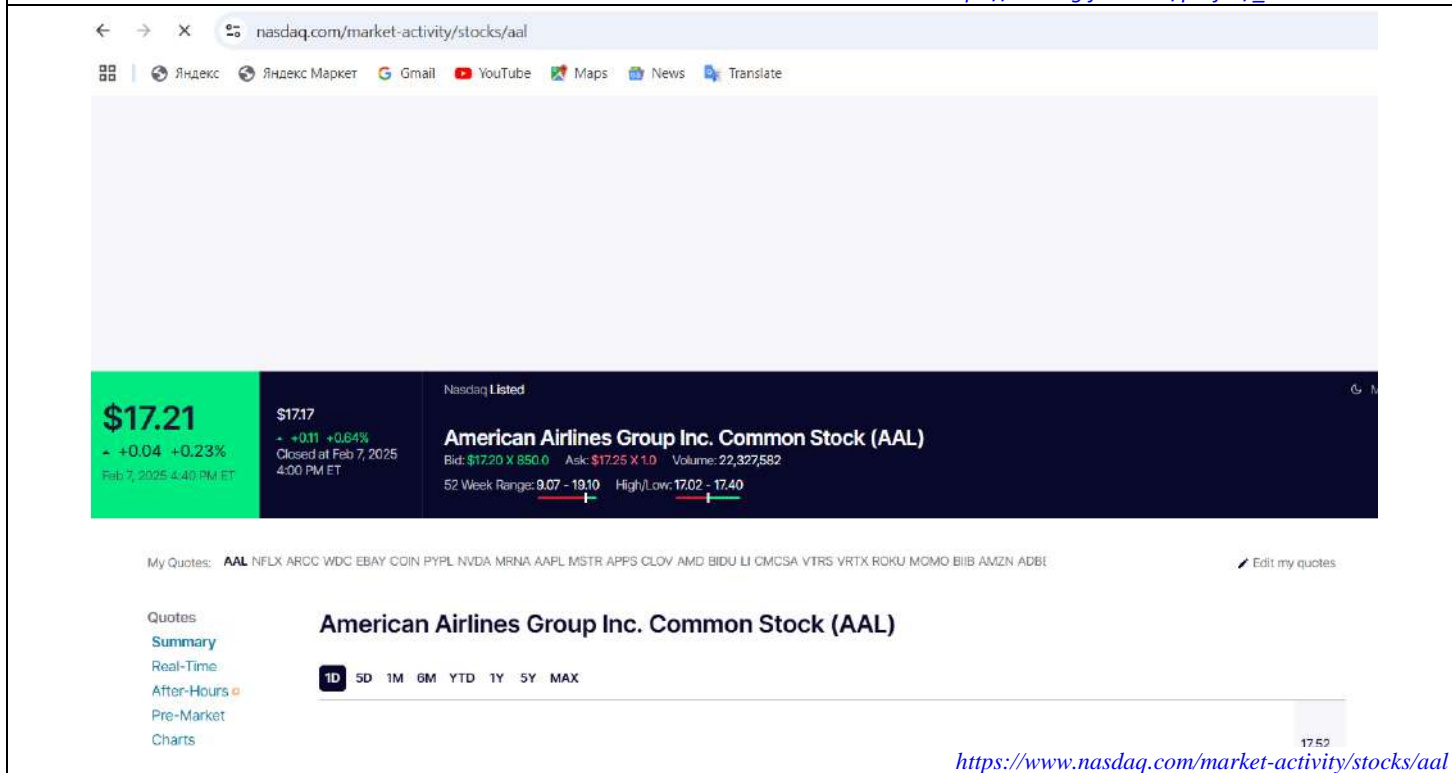 nasdaq.com/market-activity/stocks/aal
Яндекс Яндекс Маркет Gmail YouTube Maps News Translate
Nasdaq Listed
$17.21
+0.04 +0.23%
Feb 7, 2025 4:40 PM ET
$17.17
+0.11 +0.64%
Closed at Feb 7, 2025
4:00 PM ET
American Airlines Group Inc. Common Stock (AAL)
Bid: $17.20 X 850.0 Ask: $17.25 X 1.0 Volume: 22,327,582
52 Week Range: 9.07 - 19.10 High/Low: 17.02 - 17.40
My Quotes: AAL NFLX ARCC WDC EBAY COIN PYPL NVDA MRNA AAPL MSTR APPS CLOV AMD BIDU LI CMCSA VTRS VRTX ROKU MOMO BIIB AMZN ADBE
Edit my quotes
Quotes
Summary
Real-Time
After-Hours
Pre-Market
Charts
American Airlines Group Inc. Common Stock (AAL)
1D 5D 1M 6M YTD 1Y 5Y MAX
17.52
https://www.nasdaq.com/market-activity/stocks/aal